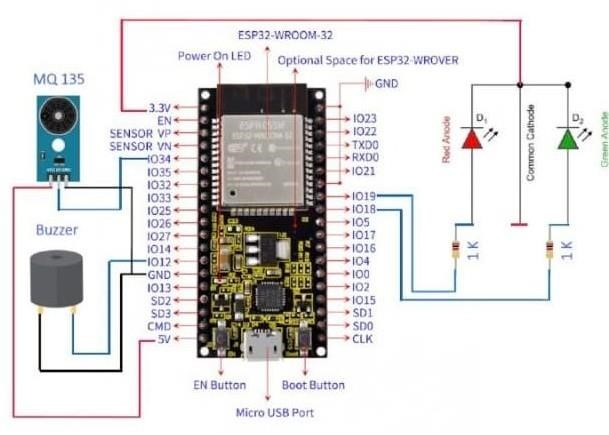 ESP32-WROOM-32
Power On LED
Optional Space for ESP32-WROVER
MQ 135
GND
3.3V
EN
SENSOR VP
SENSOR VN
IO34
IO35
IO32
IO33
IO25
IO26
IO27
IO14
IO12
GND
IO13
SD2
SD3
CMD
5V
IO23
IO22
TXD0
RXD0
IO21
IO19
IO18
IO5
IO17
IO16
IO4
IO0
IO2
IO15
SD1
SD0
CLK
Red Anode
D1
Common Cathode
D2
Green Anode
1 K
1 K
Buzzer
EN Button
Boot Button
Micro USB Port